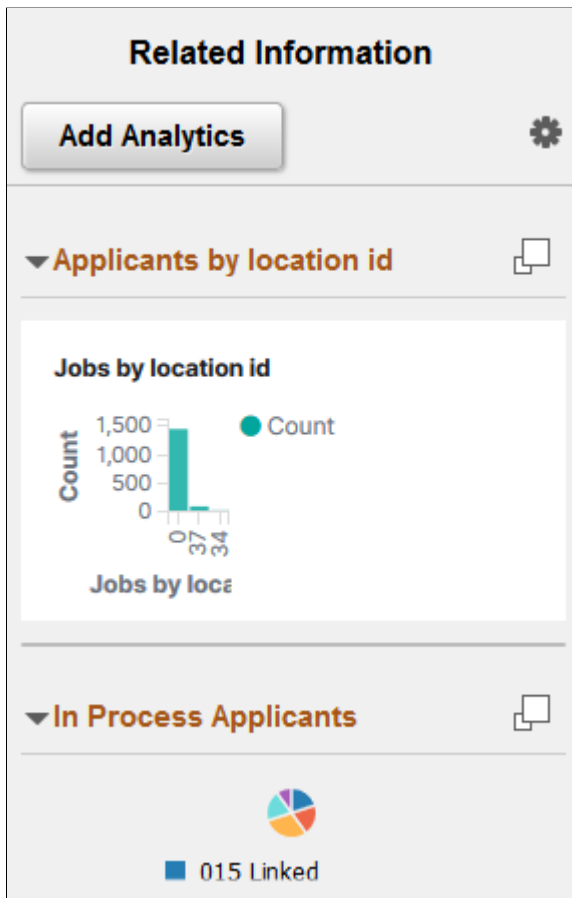 Related Information
Add Analytics
Applicants by location id
Jobs by location id
1,500
1,000
500
0
Count
Count
0
37
34
Jobs by loca
In Process Applicants
015 Linked